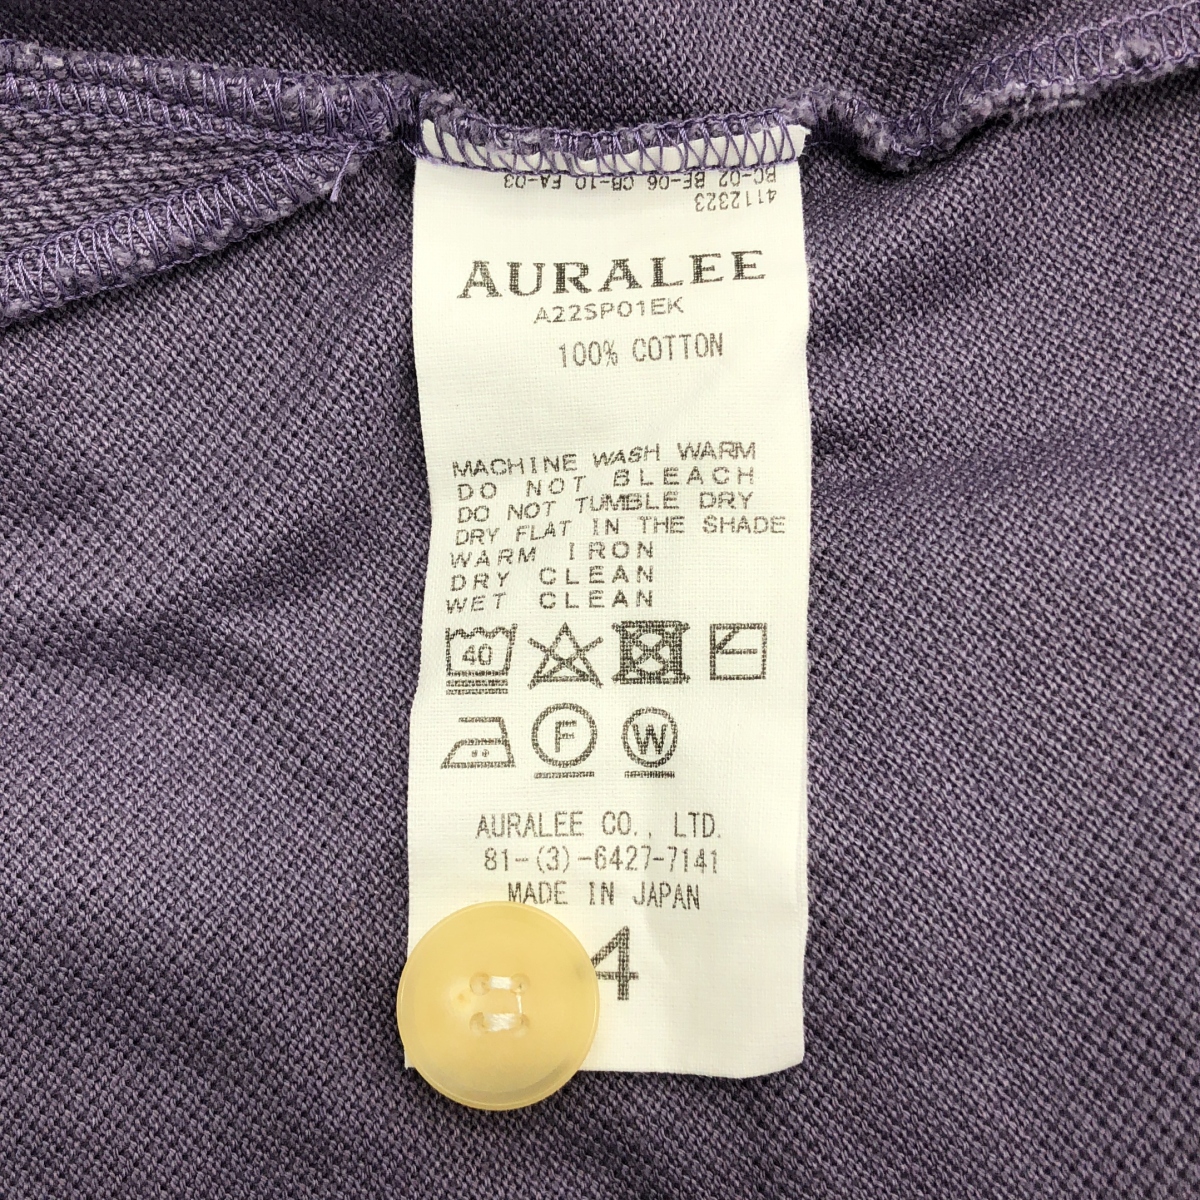 BC-02 BF-06 CB-10 FA-03
4112323
AURALEE
A22SP01EK
100% COTTON
MACHINE WASH WARM
DO NOT BLEACH
DO NOT TUMBLE DRY
DRY FLAT IN THE SHADE
WARM IRON
DRY CLEAN
WET CLEAN
40
F W
AURALEE CO., LTD.
81-(3)-6427-7141
MADE IN JAPAN
4